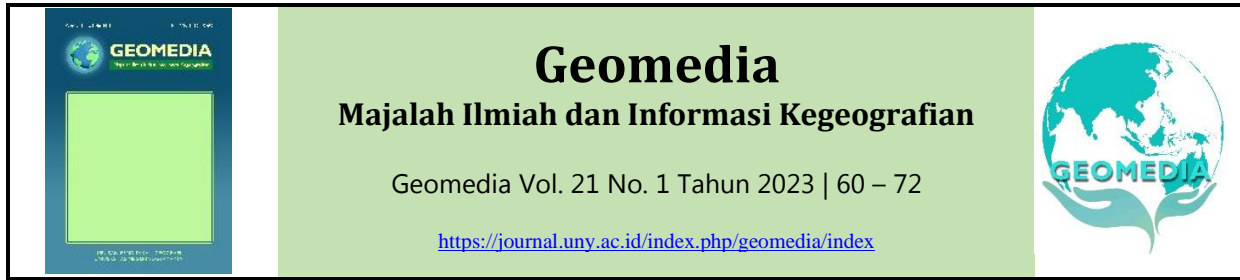 GEOMEDIA
Geomedia
Majalah Ilmiah dan Informasi Kegeografian
Geomedia Vol. 21 No. 1 Tahun 2023 | 60 – 72
https://journal.uny.ac.id/index.php/geomedia/index
GEOMEDIA